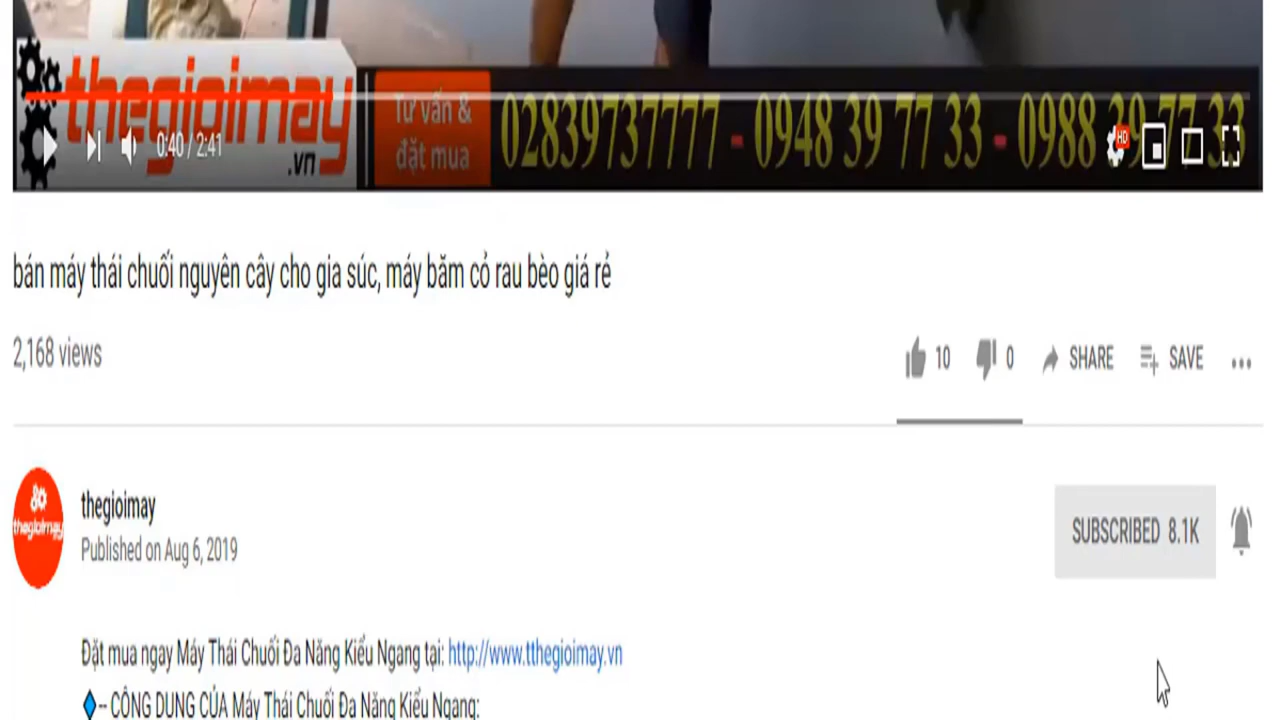 thegioimay
.vn
Tư vấn &
đặt mua
02839737777 - 0948 39 77 33 - 0988 39 77 33
HD
0:40 / 2:41
bán máy thái chuối nguyên cây cho gia súc, máy băm cỏ rau bèo giá rẻ
2,168 views
10 0 SHARE SAVE
thegioimay
thegioimay
Published on Aug 6, 2019
SUBSCRIBED 8.1K
Đặt mua ngay Máy Thái Chuối Đa Năng Kiểu Ngang tại: http://www.tthegioimay.vn
-- CÔNG DỤNG CỦA Máy Thái Chuối Đa Năng Kiểu Ngang: